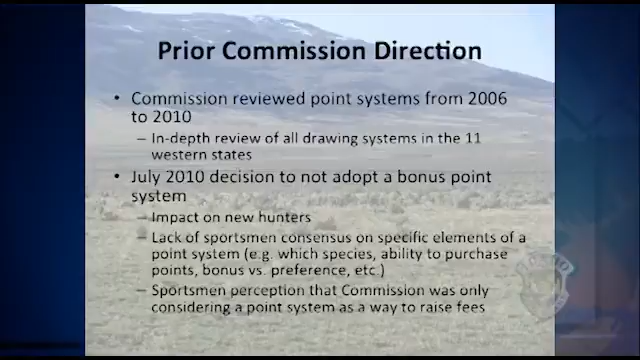 Prior Commission Direction
• Commission reviewed point systems from 2006
to 2010
– In-depth review of all drawing systems in the 11
western states
• July 2010 decision to not adopt a bonus point
system
– Impact on new hunters
– Lack of sportsmen consensus on specific elements of a
point system (e.g. which species, ability to purchase
points, bonus vs. preference, etc.)
– Sportsmen perception that Commission was only
considering a point system as a way to raise fees